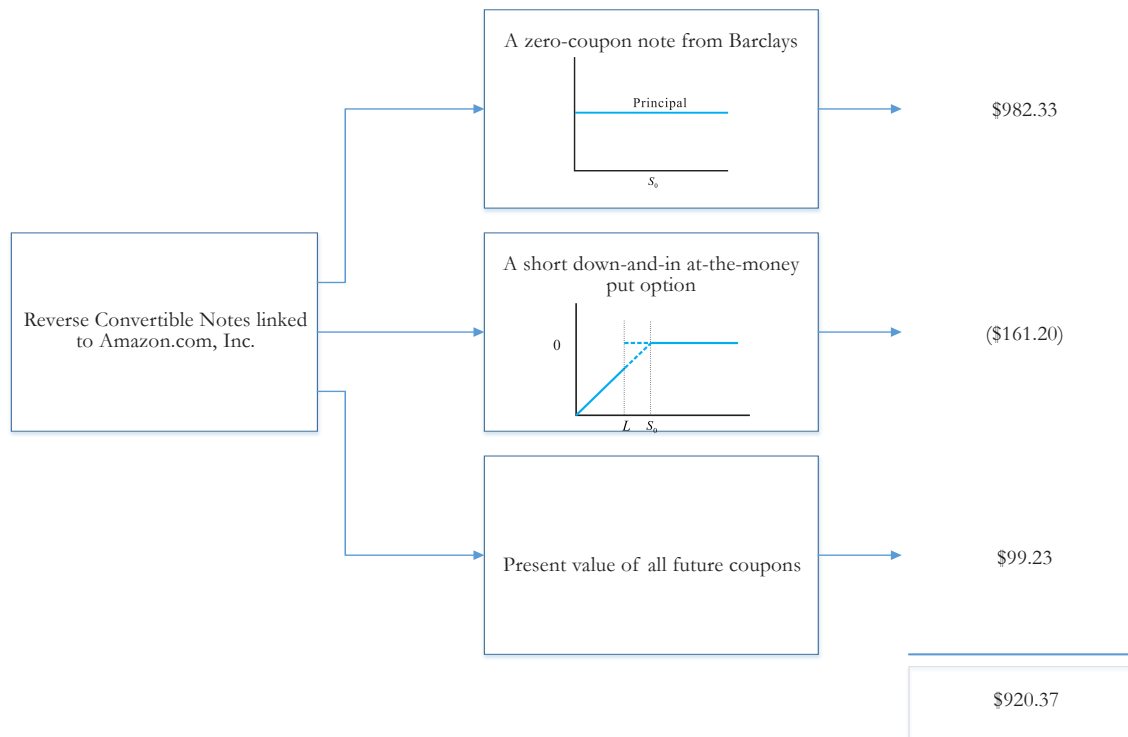 A zero-coupon note from Barclays
Principal
S₀
$982.33
Reverse Convertible Notes linked
to Amazon.com, Inc.
A short down-and-in at-the-money
put option
0
L S₀
($161.20)
Present value of all future coupons
$99.23
$920.37